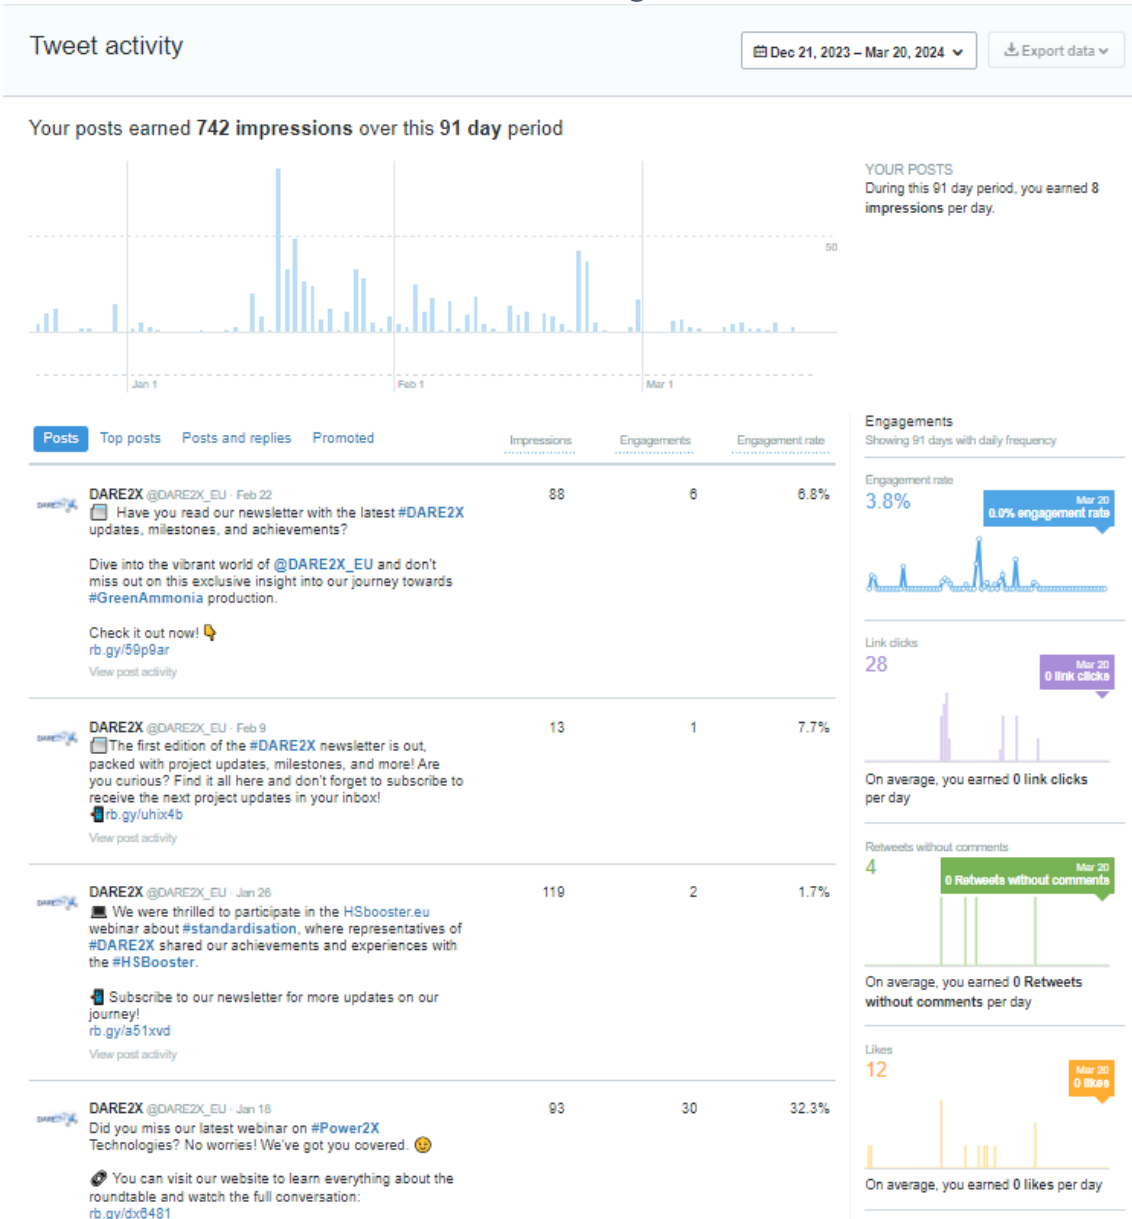 Tweet activity
Dec 21, 2023 – Mar 20, 2024
Export data
Your posts earned 742 impressions over this 91 day period
YOUR POSTS
During this 91 day period, you earned 8
impressions per day.
50
Jan 1
Feb 1
Mar 1
Posts
Top posts
Posts and replies
Promoted
Impressions
Engagements
Engagement rate
DARE2X @DARE2X_EU · Feb 22
88
6
6.8%
Have you read our newsletter with the latest #DARE2X
updates, milestones, and achievements?
Dive into the vibrant world of @DARE2X_EU and don't
miss out on this exclusive insight into our journey towards
#GreenAmmonia production.
Check it out now!
rb.gy/59p9ar
View post activity
DARE2X @DARE2X_EU · Feb 9
13
1
7.7%
The first edition of the #DARE2X newsletter is out,
packed with project updates, milestones, and more! Are
you curious? Find it all here and don't forget to subscribe to
receive the next project updates in your inbox!
rb.gy/uhix4b
View post activity
DARE2X @DARE2X_EU · Jan 26
119
2
1.7%
We were thrilled to participate in the HSbooster.eu
webinar about #standardisation, where representatives of
#DARE2X shared our achievements and experiences with
the #HSBooster.
Subscribe to our newsletter for more updates on our
journey!
rb.gy/a51xvd
View post activity
DARE2X @DARE2X_EU · Jan 18
93
30
32.3%
Did you miss our latest webinar on #Power2X
Technologies? No worries! We've got you covered.
You can visit our website to learn everything about the
roundtable and watch the full conversation:
rb.gy/dx6481
Engagements
Showing 91 days with daily frequency
Engagement rate
3.8%
Mar 20
0.0% engagement rate
Link clicks
28
Mar 20
0 link clicks
On average, you earned 0 link clicks
per day
Retweets without comments
4
Mar 20
0 Retweets without comments
On average, you earned 0 Retweets
without comments per day
Likes
12
Mar 20
0 likes
On average, you earned 0 likes per day